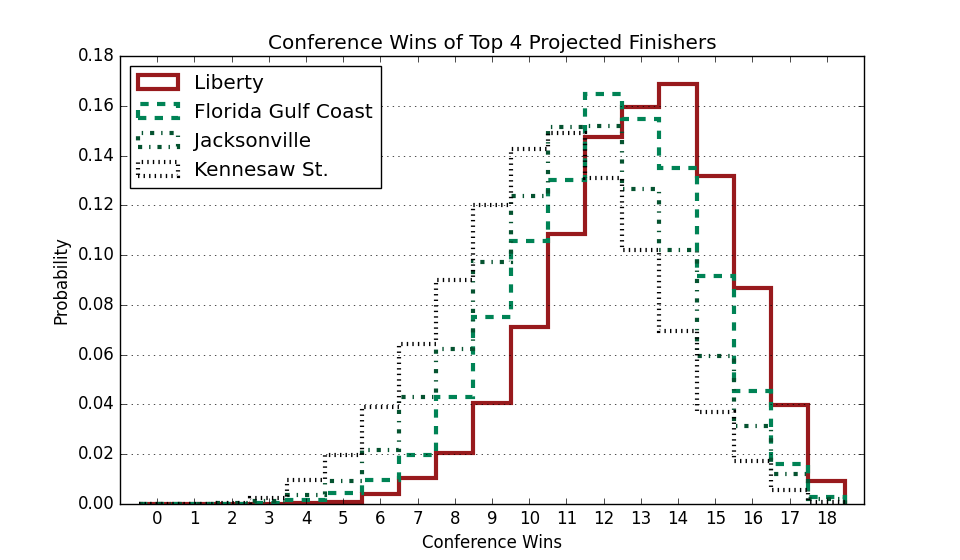 Conference Wins of Top 4 Projected Finishers
0.18
0.16
0.14
0.12
0.10
0.08
0.06
0.04
0.02
0.00
Probability
Liberty
Florida Gulf Coast
Jacksonville
Kennesaw St.
0 1 2 3 4 5 6 7 8 9 10 11 12 13 14 15 16 17 18
Conference Wins